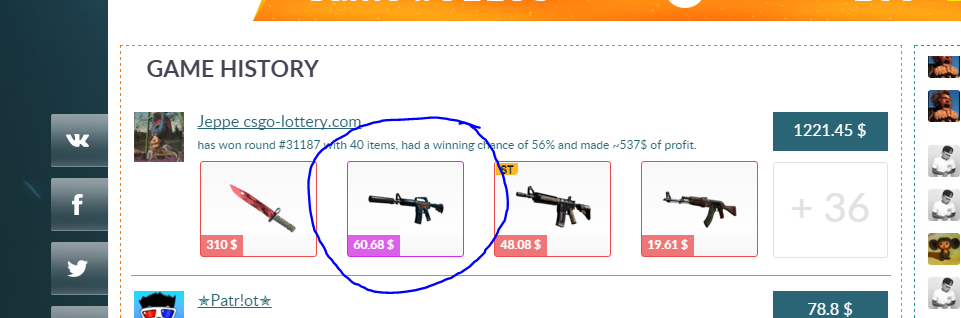 GAME HISTORY
Jeppe csgo-lottery.com
has won round #31187 with 40 items, had a winning chance of 56% and made ~537$ of profit.
1221.45 $
ST
310 $
60.68 $
48.08 $
19.61 $
+ 36
★Patr!ot★
78.8 $